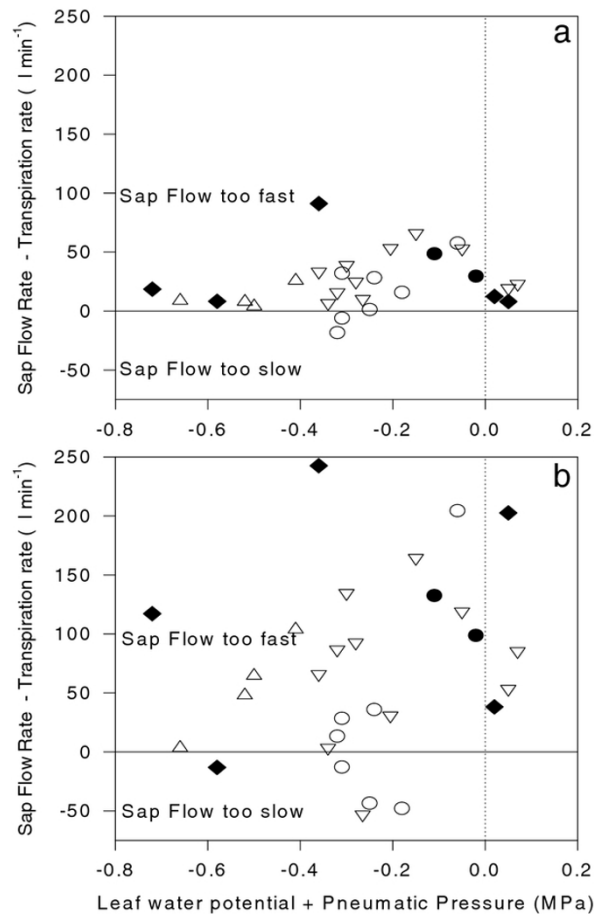 a
250
200
150
100
50
0
-50
Sap Flow Rate - Transpiration rate ( l min⁻¹)
Sap Flow too fast
Sap Flow too slow
-0.8 -0.6 -0.4 -0.2 0.0 0.2
b
250
200
150
100
50
0
-50
Sap Flow Rate - Transpiration rate ( l min⁻¹)
Sap Flow too fast
Sap Flow too slow
-0.8 -0.6 -0.4 -0.2 0.0 0.2
Leaf water potential + Pneumatic Pressure (MPa)